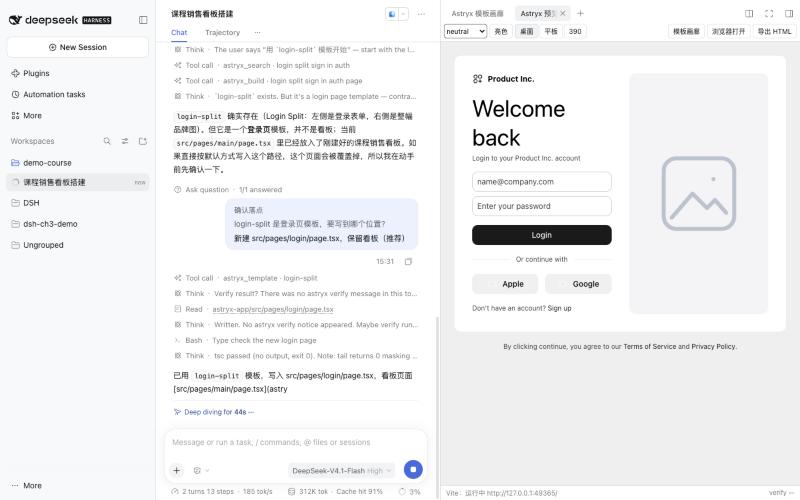 deepseek HARNESS
New Session
Plugins
Automation tasks
More
Workspaces
demo-course
课程销售看板搭建 now
DSH
dsh-ch3-demo
Ungrouped
More
课程销售看板搭建
Chat Trajectory
Think · The user says "用 `login-split` 模板开始" — start with the l...
Tool call · astryx_search · login split sign in auth
Tool call · astryx_build · login split sign in auth page
Think · `login-split` exists. But it's a login page template — contra...
login-split 确实存在（Login Split：左侧是登录表单，右侧是整幅
品牌图）。但它是一个登录页模板，并不是看板；当前
src/pages/main/page.tsx 里已经放入了刚建好的课程销售看板。如
果直接按默认方式写入这个路径，这个页面会被覆盖掉，所以我在动手
前先确认一下。
Ask question · 1/1 answered
确认落点
login-split 是登录页模板，要写到哪个位置？
新建 src/pages/login/page.tsx，保留看板（推荐）
15:31
Tool call · astryx_template · login-split
Think · Verify result? There was no astryx verify message in this to...
Read · astryx-app/src/pages/login/page.tsx
Think · Written. No astryx verify notice appeared. Maybe verify run...
Bash · Type check the new login page
Think · tsc passed (no output, exit 0). Note: tail returns 0 masking ...
已用 login-split 模板，写入 src/pages/login/page.tsx，看板页面
[src/pages/main/page.tsx](astry
Deep diving for 44s
Message or run a task, / commands, @ files or sessions
DeepSeek-V4.1-Flash High
2 turns 13 steps · 185 tok/s 312K tok · Cache hit 91% 3%
Astryx 模板画廊 Astryx 预览
neutral 亮色 桌面 平板 390 模板画廊 浏览器打开 导出 HTML
Product Inc.
Welcome
back
Login to your Product Inc. account
name@company.com
Enter your password
Login
Or continue with
Apple Google
Don't have an account? Sign up
By clicking continue, you agree to our Terms of Service and Privacy Policy.
Vite：运行中 http://127.0.0.1:49365/ verify —